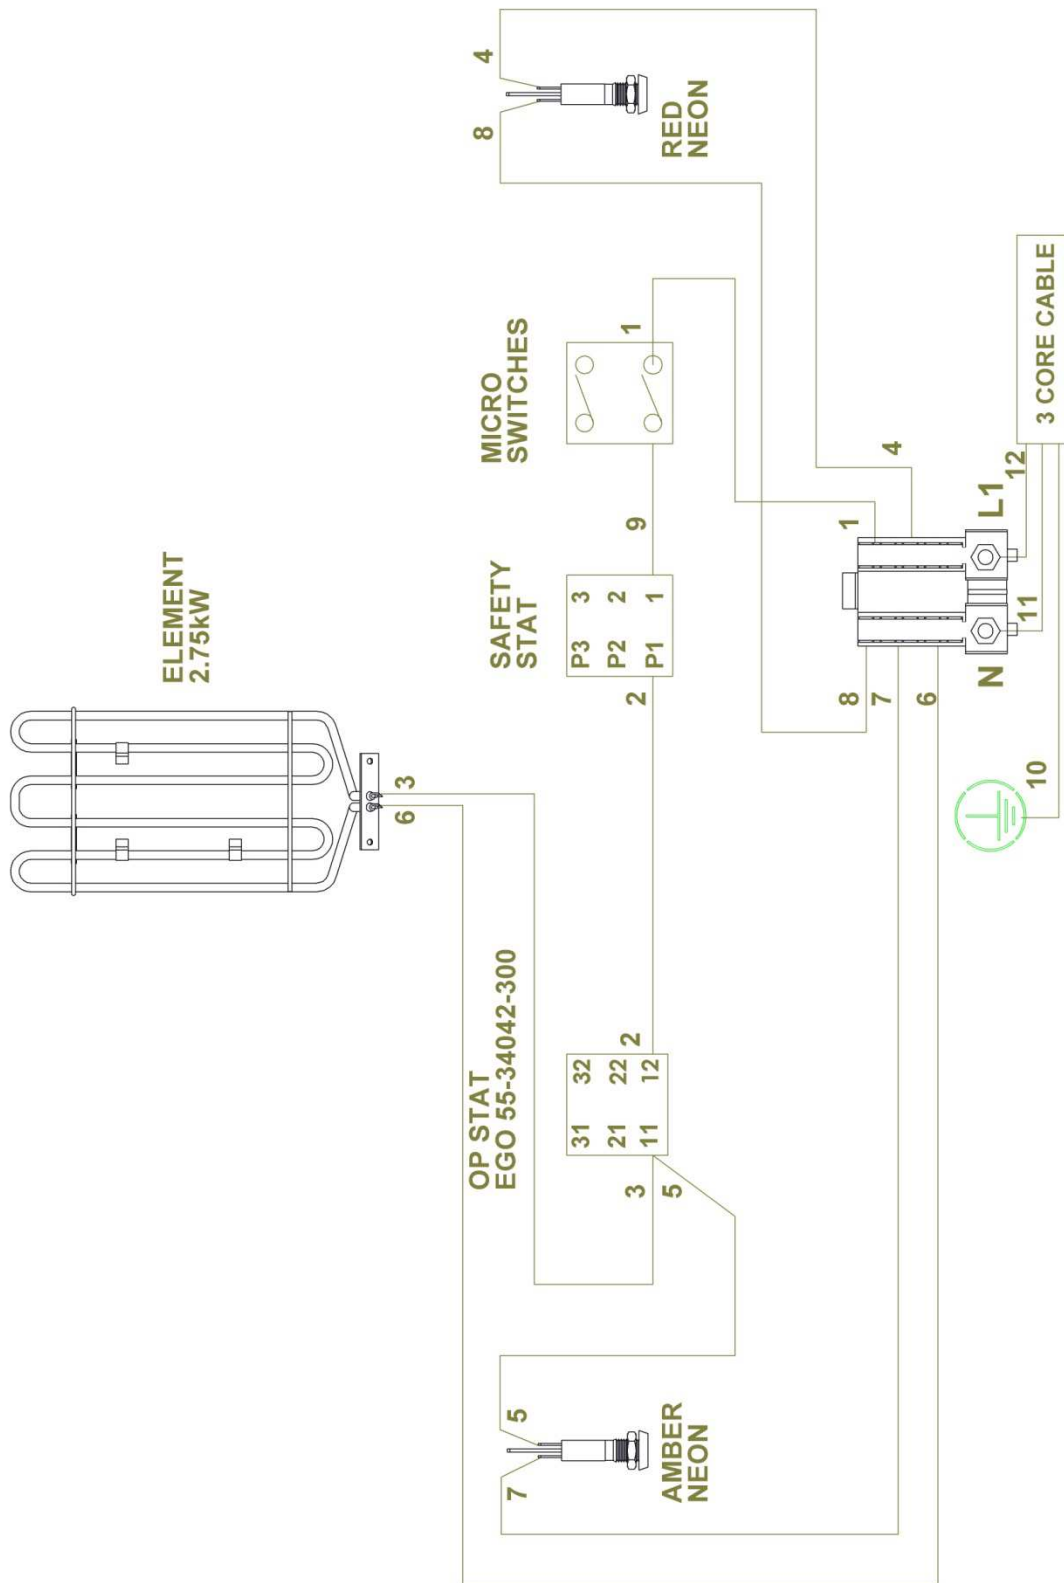 ELEMENT
2.75kW
6
3
OP STAT
EGO 55-34042-300
31 32
21 22
11 12
3
5
2
SAFETY
STAT
P3 3
P2 2
P1 1
2
9
MICRO
SWITCHES
1
4
8
RED
NEON
5
7
AMBER
NEON
8
7
6
1
4
N
L1
11
12
10
3 CORE CABLE